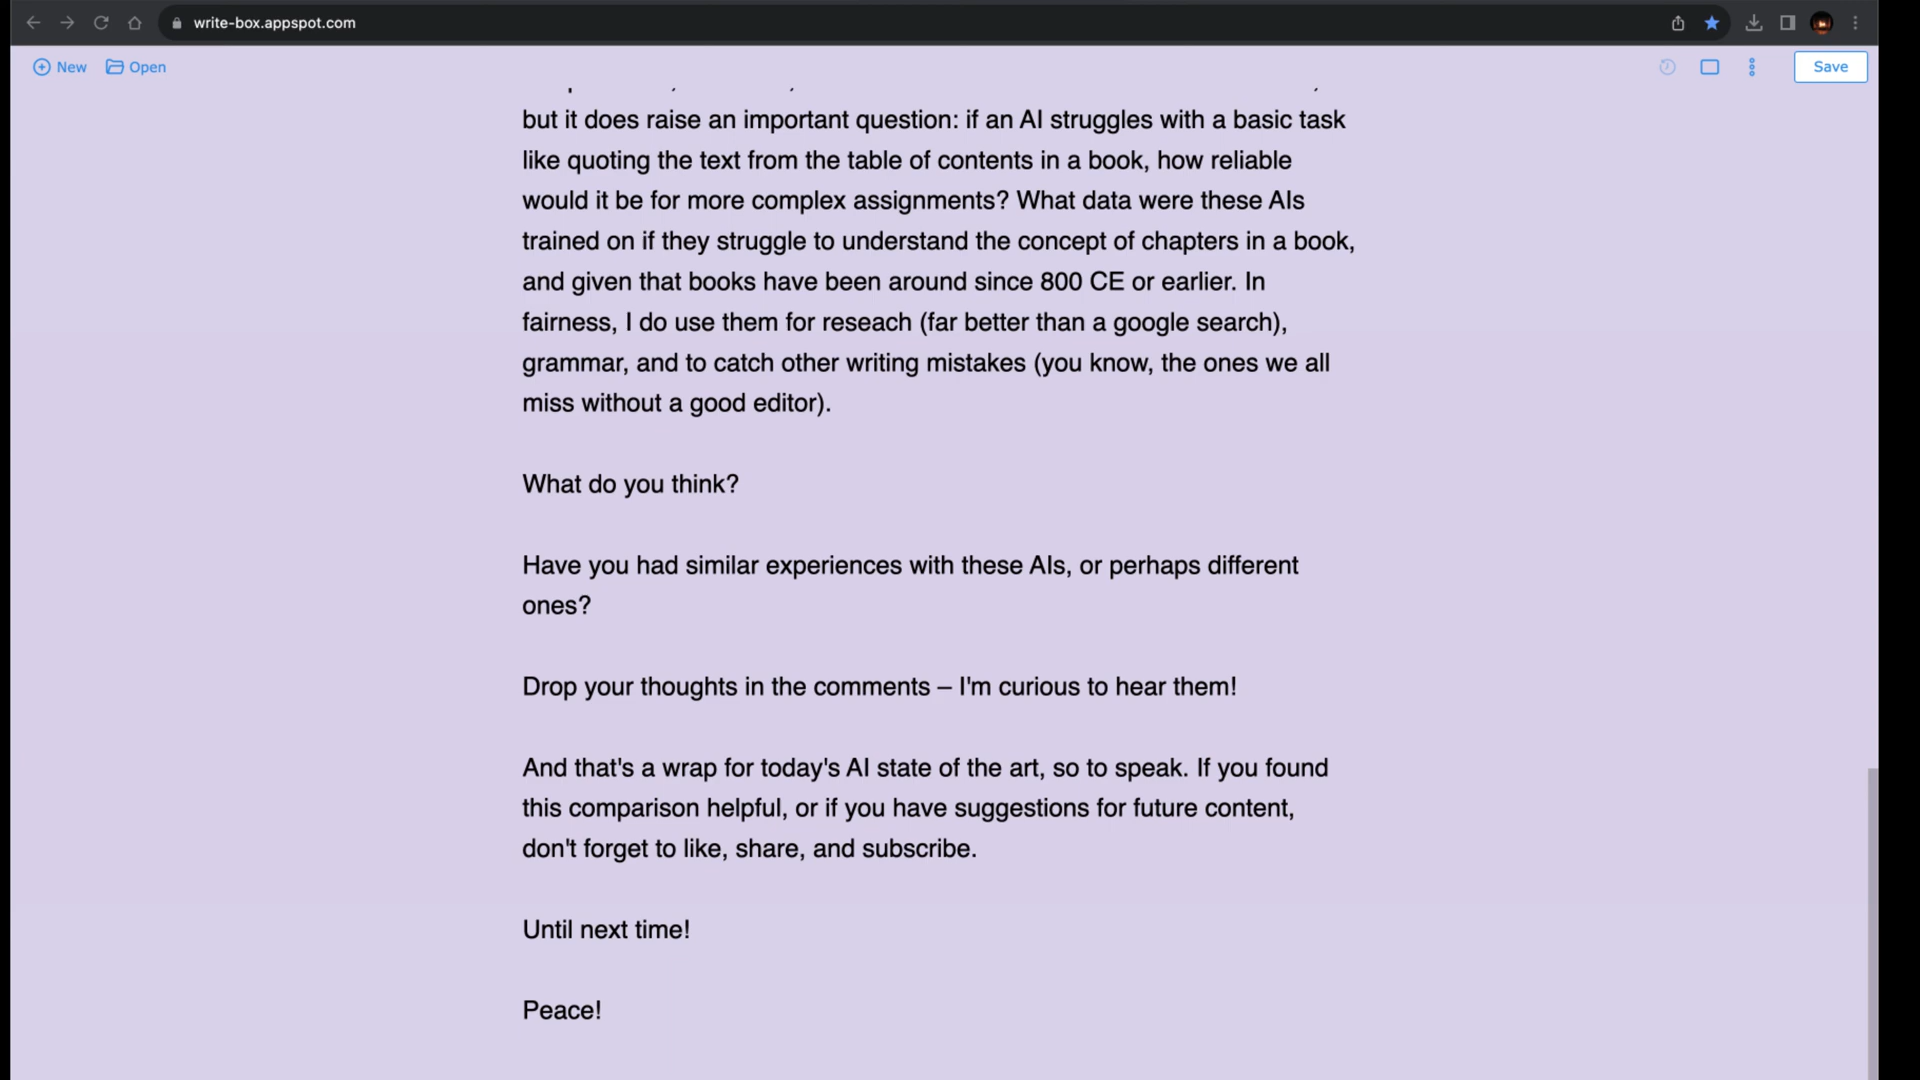 write-box.appspot.com
New Open Save
but it does raise an important question: if an AI struggles with a basic task
like quoting the text from the table of contents in a book, how reliable
would it be for more complex assignments? What data were these AIs
trained on if they struggle to understand the concept of chapters in a book,
and given that books have been around since 800 CE or earlier. In
fairness, I do use them for reseach (far better than a google search),
grammar, and to catch other writing mistakes (you know, the ones we all
miss without a good editor).
What do you think?
Have you had similar experiences with these AIs, or perhaps different
ones?
Drop your thoughts in the comments – I'm curious to hear them!
And that's a wrap for today's AI state of the art, so to speak. If you found
this comparison helpful, or if you have suggestions for future content,
don't forget to like, share, and subscribe.
Until next time!
Peace!